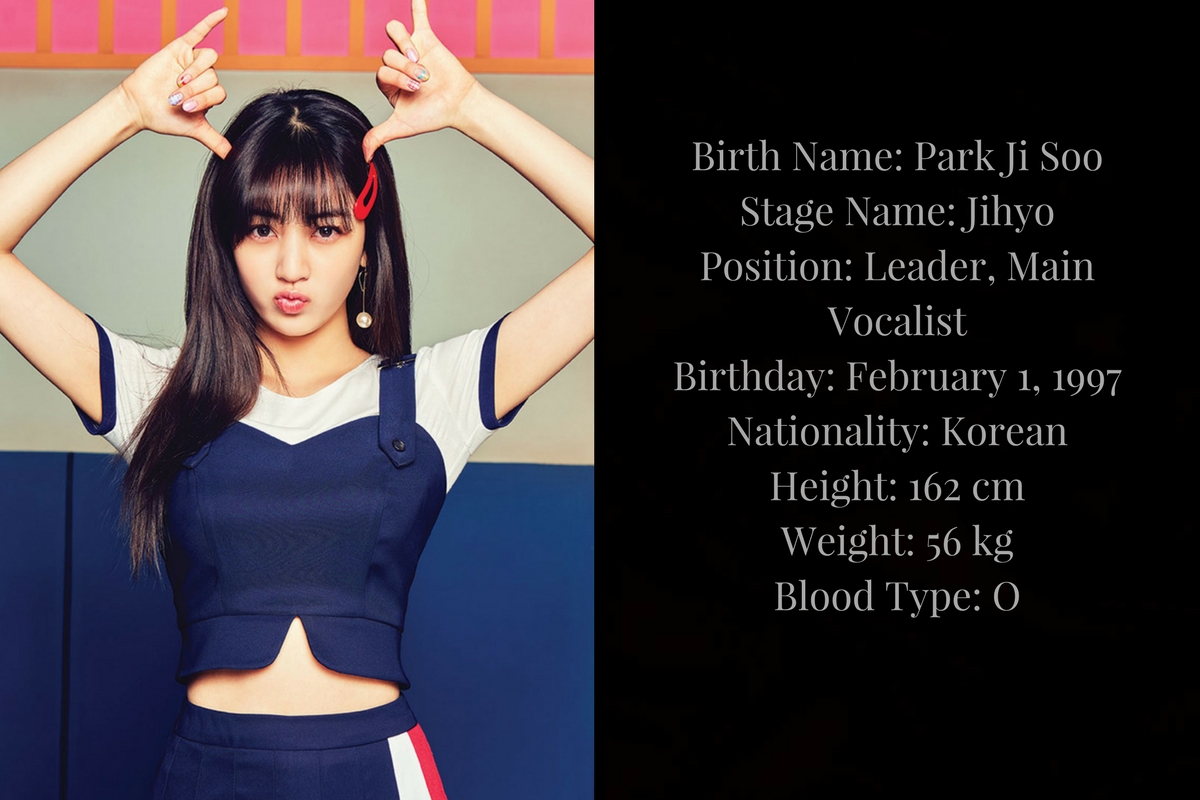 Birth Name: Park Ji Soo
Stage Name: Jihyo
Position: Leader, Main
Vocalist
Birthday: February 1, 1997
Nationality: Korean
Height: 162 cm
Weight: 56 kg
Blood Type: O